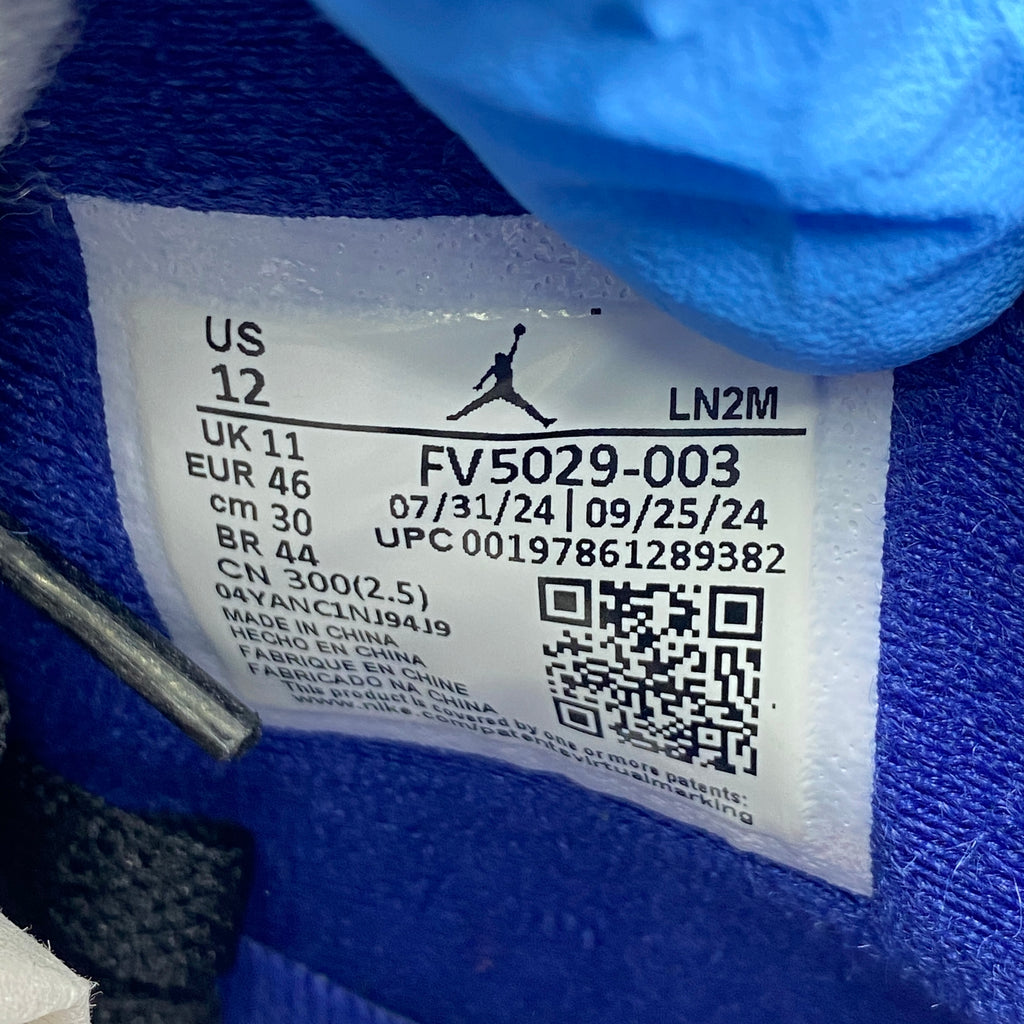 US
12
LN2M
UK 11
EUR 46
cm 30
BR 44
CN 300(2.5)
04YANC1NJ94J9
FV5029-003
07/31/24|09/25/24
UPC 00197861289382
MADE IN CHINA
HECHO EN CHINA
FABRIQUE EN CHINE
FABRICADO NA CHINA
This product is covered by one or more patents:
www.nike.com/patentsvirtualmarking